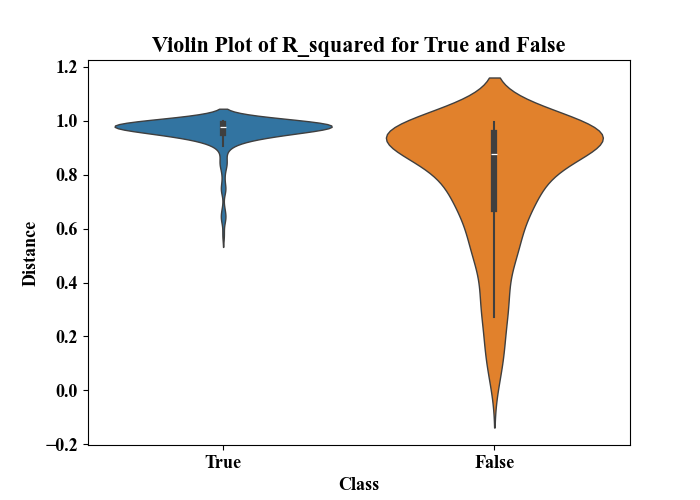 Violin Plot of R_squared for True and False
1.2
1.0
0.8
0.6
0.4
0.2
0.0
−0.2
Distance
True
False
Class